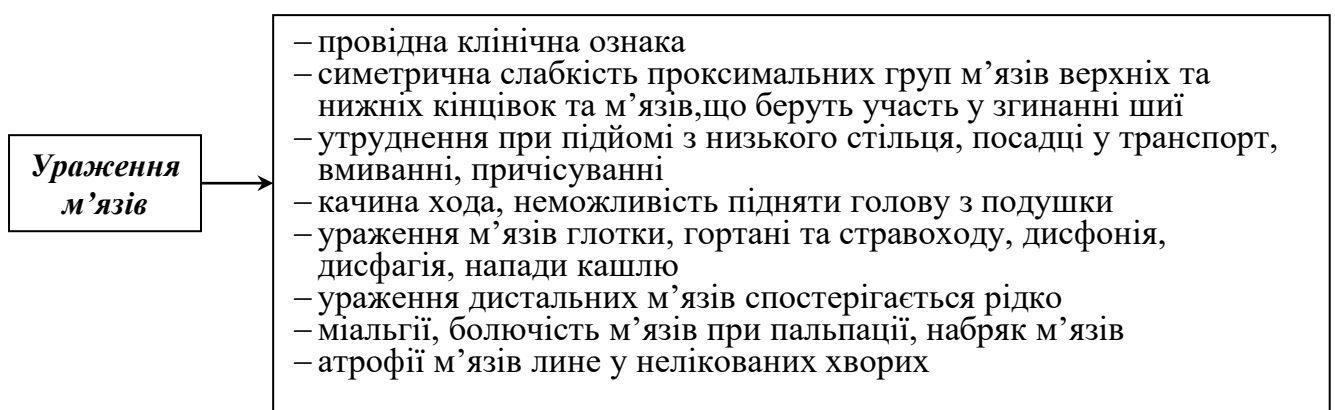 Ураження
м’язів
– провідна клінічна ознака
– симетрична слабкість проксимальних груп м’язів верхніх та
нижніх кінцівок та м’язів,що беруть участь у згинанні шиї
– утруднення при підйомі з низького стільця, посадці у транспорт,
вмиванні, причісуванні
– качина хода, неможливість підняти голову з подушки
– ураження м’язів глотки, гортані та стравоходу, дисфонія,
дисфагія, напади кашлю
– ураження дистальних м’язів спостерігається рідко
– міальгії, болючість м’язів при пальпації, набряк м’язів
– атрофії м’язів лине у нелікованих хворих